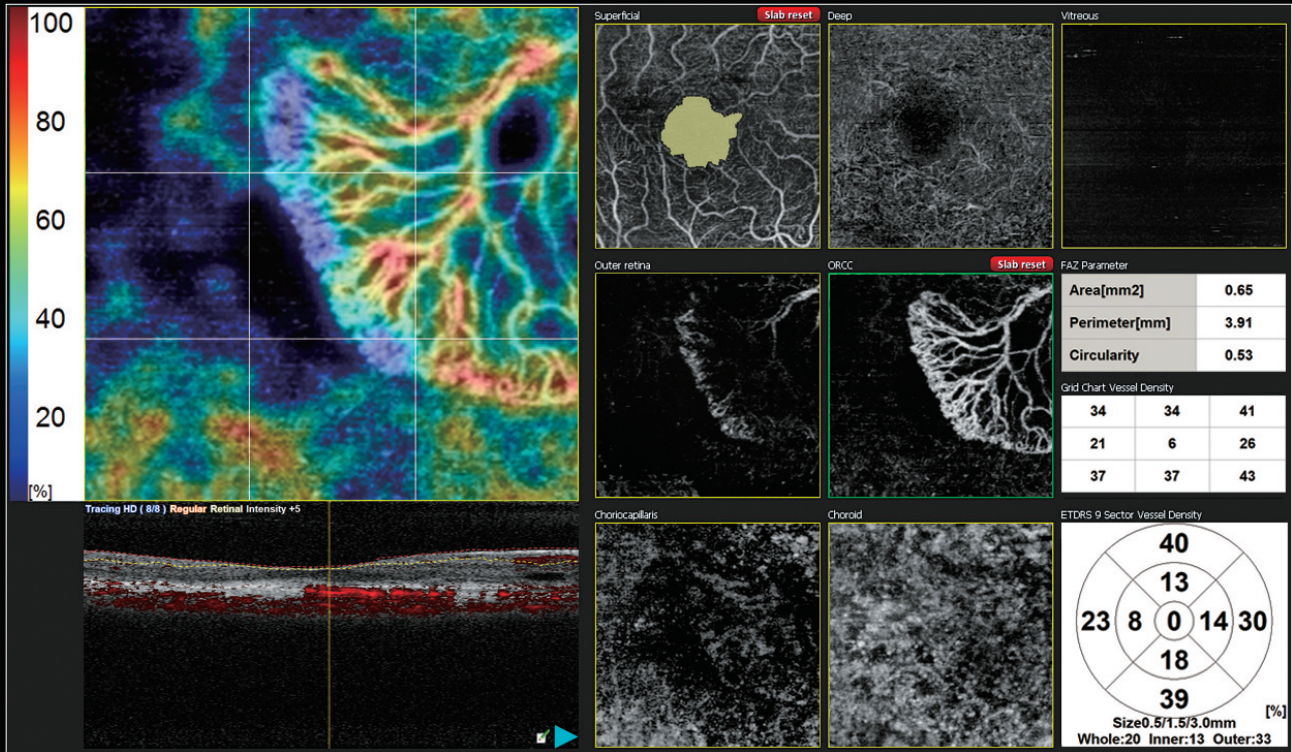 100
80
60
40
20
[%]
Tracing HD ( 8/8 ) Regular Retinal Intensity +5
Superficial
Slab reset
Deep
Vitreous
Outer retina
ORCC
Slab reset
FAZ Parameter
Area[mm2] 0.65
Perimeter[mm] 3.91
Circularity 0.53
Grid Chart Vessel Density
34 34 41
21 6 26
37 37 43
Choriocapillaris
Choroid
ETDRS 9 Sector Vessel Density
40
13
23 8 0 14 30
18
39
[%]
Size0.5/1.5/3.0mm
Whole:20 Inner:13 Outer:33